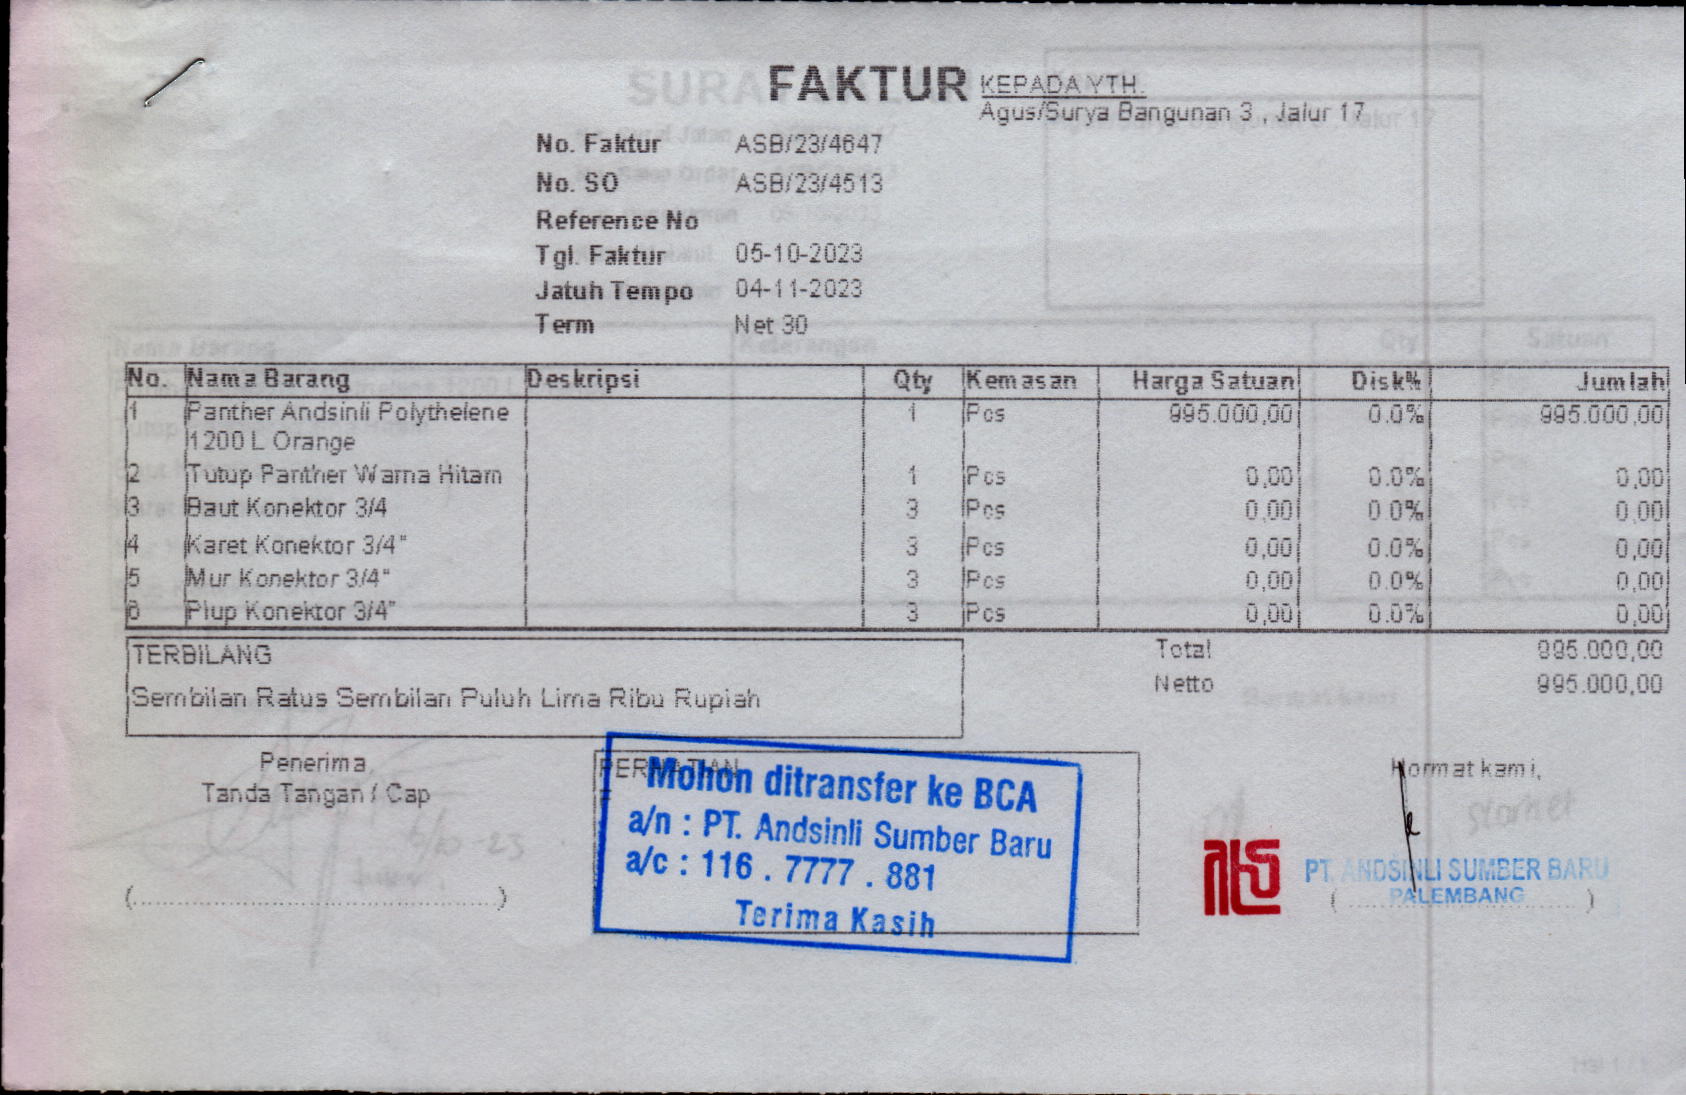 FAKTUR
KEPADA YTH.
Agus/Surya Bangunan 3 , Jalur 17
No. Faktur ASB/23/4647
No. SO ASB/23/4513
Reference No
Tgl. Faktur 05-10-2023
Jatuh Tempo 04-11-2023
Term Net 30
No. Nama Barang Deskripsi Qty Kemasan Harga Satuan Disk% Jumlah
1 Panther Andsinli Polythelene 1 Pcs 995.000,00 0.0% 995.000,00
1200 L Orange
2 Tutup Panther Warna Hitam 1 Pcs 0,00 0.0% 0,00
3 Baut Konektor 3/4 3 Pcs 0,00 0.0% 0,00
4 Karet Konektor 3/4" 3 Pcs 0,00 0.0% 0,00
5 Mur Konektor 3/4" 3 Pcs 0,00 0.0% 0,00
6 Plup Konektor 3/4" 3 Pcs 0,00 0.0% 0,00
TERBILANG
Sembilan Ratus Sembilan Puluh Lima Ribu Rupiah
Total 995.000,00
Netto 995.000,00
Penerima
Tanda Tangan / Cap
(........................................)
PERHATIAN
Mohon ditransfer ke BCA
a/n : PT. Andsinli Sumber Baru
a/c : 116 . 7777 . 881
Terima Kasih
Hormat kami,
PT. ANDSINLI SUMBER BARU
PALEMBANG